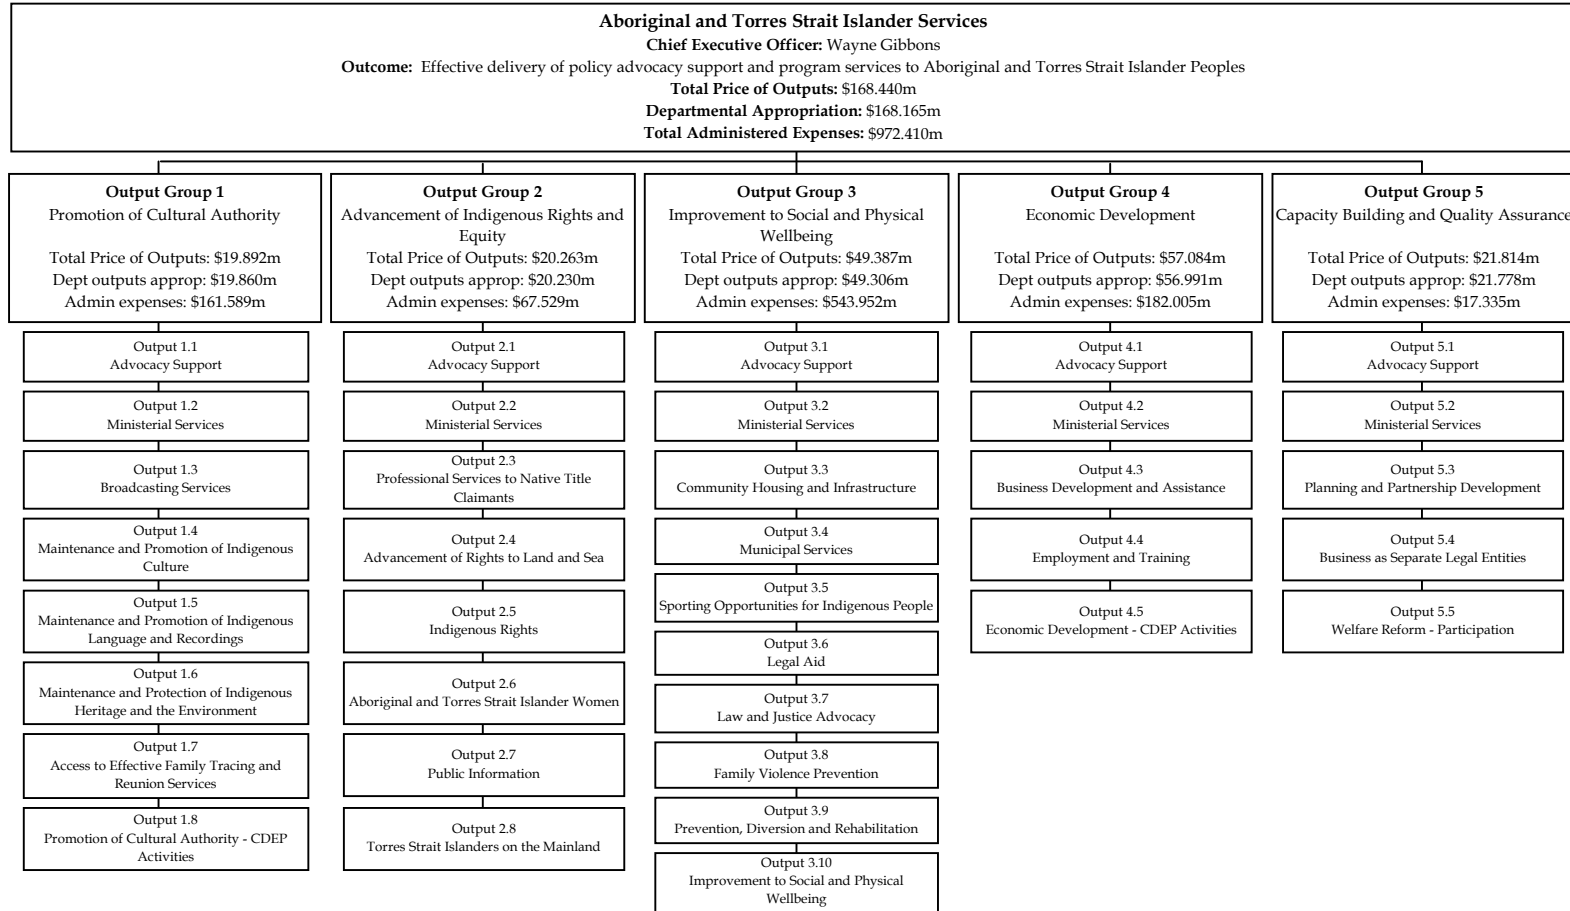 Aboriginal and Torres Strait Islander Services
Chief Executive Officer: Wayne Gibbons
Outcome: Effective delivery of policy advocacy support and program services to Aboriginal and Torres Strait Islander Peoples
Total Price of Outputs: $168.440m
Departmental Appropriation: $168.165m
Total Administered Expenses: $972.410m
Output Group 1
Promotion of Cultural Authority
Total Price of Outputs: $19.892m
Dept outputs approp: $19.860m
Admin expenses: $161.589m
Output 1.1
Advocacy Support
Output 1.2
Ministerial Services
Output 1.3
Broadcasting Services
Output 1.4
Maintenance and Promotion of Indigenous
Culture
Output 1.5
Maintenance and Promotion of Indigenous
Language and Recordings
Output 1.6
Maintenance and Protection of Indigenous
Heritage and the Environment
Output 1.7
Access to Effective Family Tracing and
Reunion Services
Output 1.8
Promotion of Cultural Authority - CDEP
Activities
Output Group 2
Advancement of Indigenous Rights and
Equity
Total Price of Outputs: $20.263m
Dept outputs approp: $20.230m
Admin expenses: $67.529m
Output 2.1
Advocacy Support
Output 2.2
Ministerial Services
Output 2.3
Professional Services to Native Title
Claimants
Output 2.4
Advancement of Rights to Land and Sea
Output 2.5
Indigenous Rights
Output 2.6
Aboriginal and Torres Strait Islander Women
Output 2.7
Public Information
Output 2.8
Torres Strait Islanders on the Mainland
Output Group 3
Improvement to Social and Physical
Wellbeing
Total Price of Outputs: $49.387m
Dept outputs approp: $49.306m
Admin expenses: $543.952m
Output 3.1
Advocacy Support
Output 3.2
Ministerial Services
Output 3.3
Community Housing and Infrastructure
Output 3.4
Municipal Services
Output 3.5
Sporting Opportunities for Indigenous People
Output 3.6
Legal Aid
Output 3.7
Law and Justice Advocacy
Output 3.8
Family Violence Prevention
Output 3.9
Prevention, Diversion and Rehabilitation
Output 3.10
Improvement to Social and Physical
Wellbeing
Output Group 4
Economic Development
Total Price of Outputs: $57.084m
Dept outputs approp: $56.991m
Admin expenses: $182.005m
Output 4.1
Advocacy Support
Output 4.2
Ministerial Services
Output 4.3
Business Development and Assistance
Output 4.4
Employment and Training
Output 4.5
Economic Development - CDEP Activities
Output Group 5
Capacity Building and Quality Assurance
Total Price of Outputs: $21.814m
Dept outputs approp: $21.778m
Admin expenses: $17.335m
Output 5.1
Advocacy Support
Output 5.2
Ministerial Services
Output 5.3
Planning and Partnership Development
Output 5.4
Business as Separate Legal Entities
Output 5.5
Welfare Reform - Participation